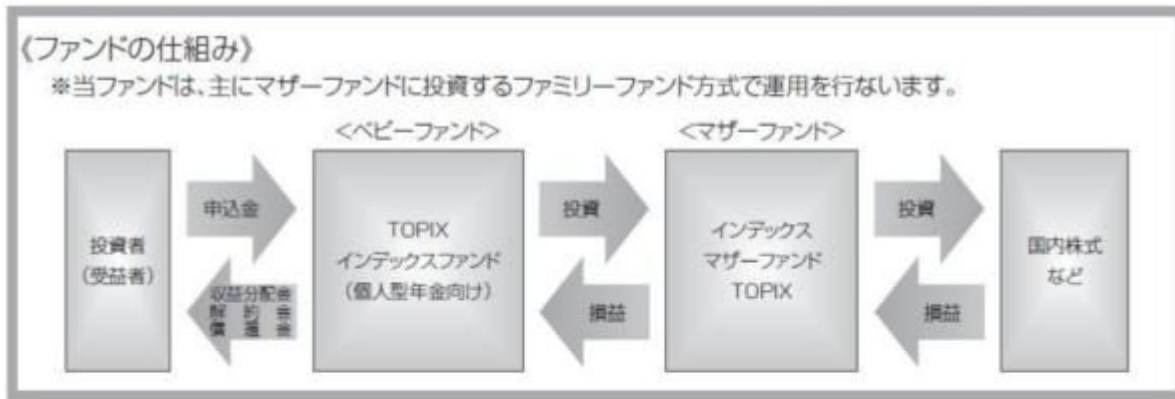 《ファンドの仕組み》
※当ファンドは、主にマザーファンドに投資するファミリーファンド方式で運用を行ないます。
<ベビーファンド>
<マザーファンド>
投資者
(受益者)
申込金
収益分配金
解約金
償還金
TOPIX
インデックスファンド
(個人型年金向け)
投資
損益
インデックス
マザーファンド
TOPIX
投資
損益
国内株式
など